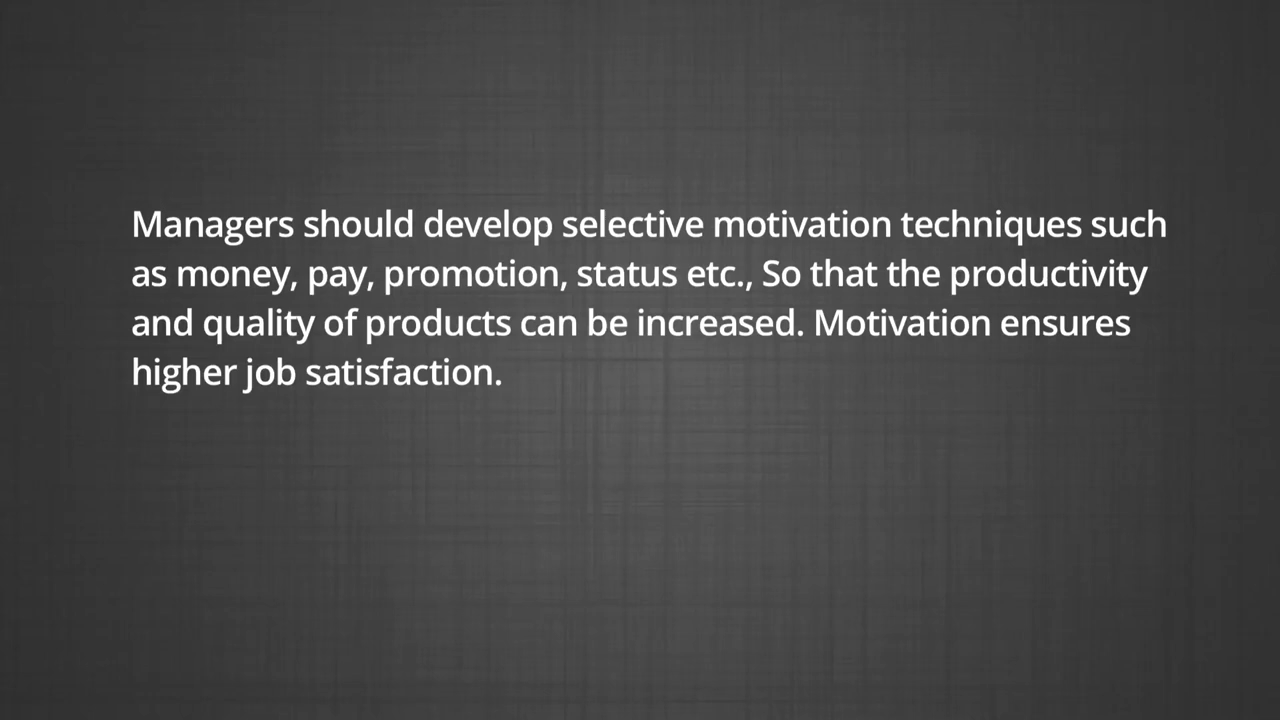 Managers should develop selective motivation techniques such
as money, pay, promotion, status etc., So that the productivity
and quality of products can be increased. Motivation ensures
higher job satisfaction.